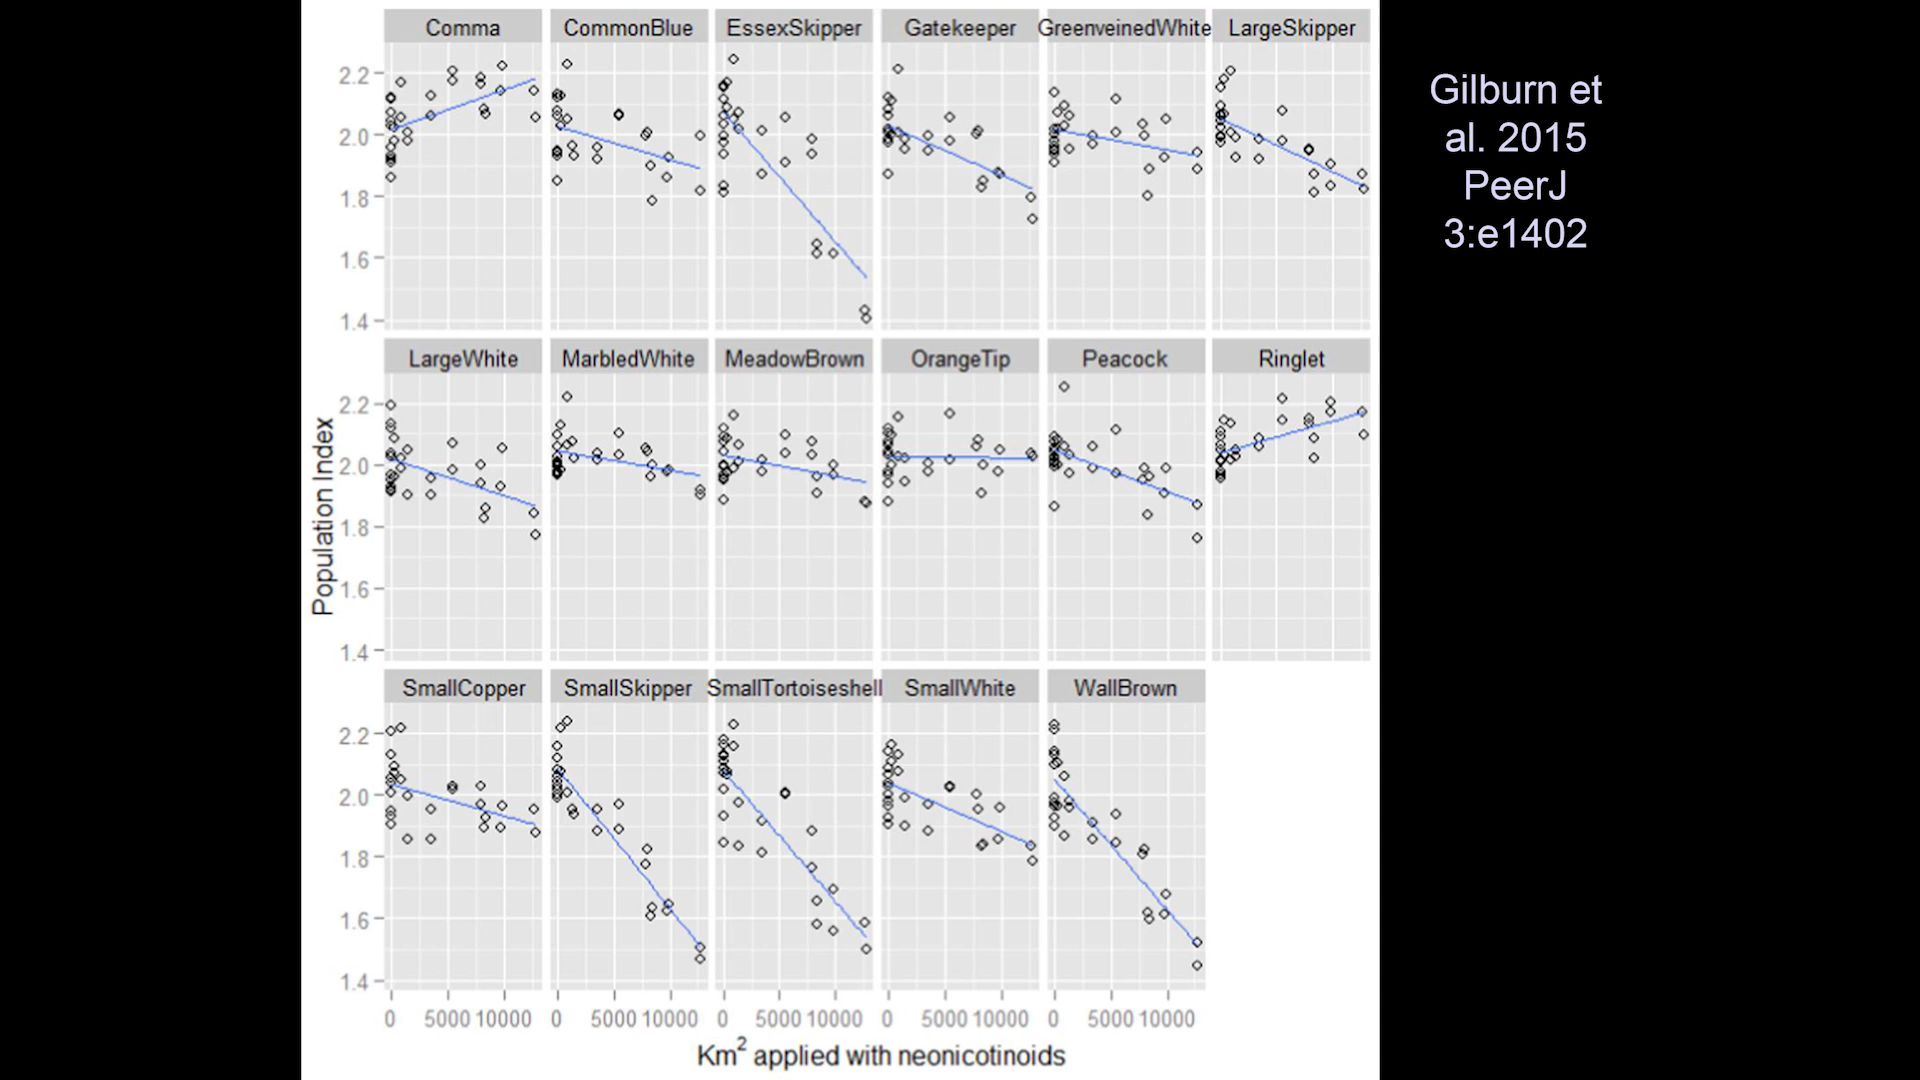 Comma CommonBlue EssexSkipper Gatekeeper GreenveinedWhite LargeSkipper
2.2
2.0
1.8
1.6
1.4
LargeWhite MarbledWhite MeadowBrown OrangeTip Peacock Ringlet
2.2
2.0
1.8
1.6
1.4
Population Index
SmallCopper SmallSkipper SmallTortoiseshell SmallWhite WallBrown
2.2
2.0
1.8
1.6
1.4
0 5000 10000 0 5000 10000 0 5000 10000 0 5000 10000 0 5000 10000
Km² applied with neonicotinoids
Gilburn et
al. 2015
PeerJ
3:e1402